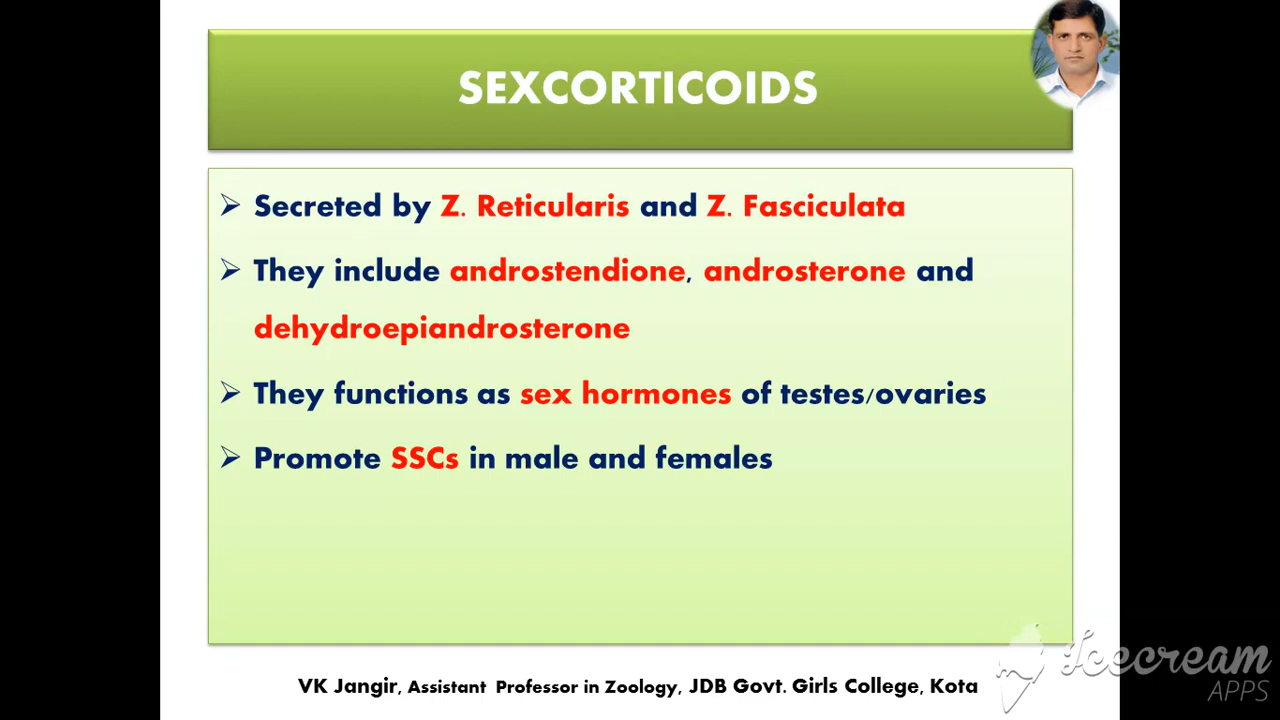 SEXCORTICOIDS
Secreted by Z. Reticularis and Z. Fasciculata
They include androstendione, androsterone and
dehydroepiandrosterone
They functions as sex hormones of testes/ovaries
Promote SSCs in male and females
VK Jangir, Assistant Professor in Zoology, JDB Govt. Girls College, Kota
Icecream
APPS